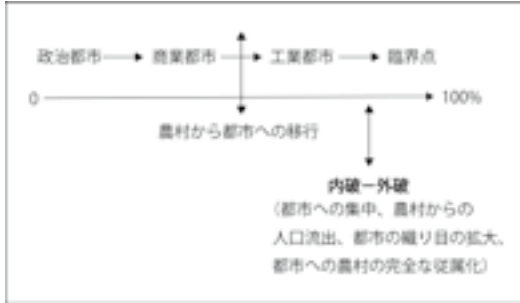 政治都市 → 商業都市 → 工業都市 → 臨界点
0 → 100%
農村から都市への移行
内破ー外破
(都市への集中、農村からの
人口流出、都市の織り目の拡大、
都市への農村の完全な従属化)